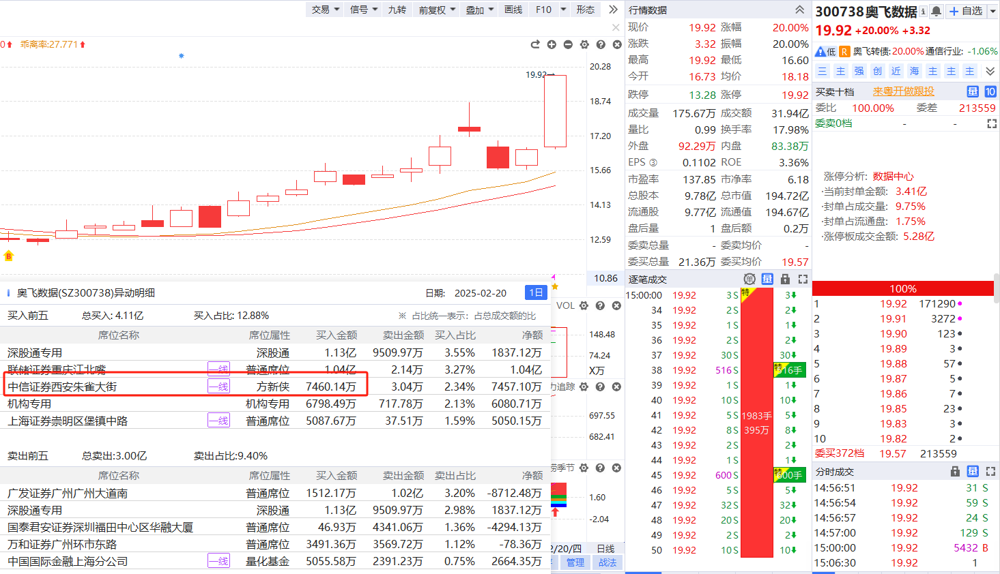 交易 信号 九转 前复权 叠加 画线 F10 形态
0 乖离率:27.771
20.28
19.92
18.74
17.20
15.66
14.13
12.59
10.86
B
奥飞数据(SZ300738)异动明细 日期: 2025-02-20 1日
买入前五 总买入: 4.11亿 买入占比: 12.88% ※ 占比统一表示：占总成交额的比
席位名称 席位属性 买入金额 卖出金额 买入占比 净额
深股通专用 深股通 1.13亿 9509.97万 3.55% 1837.12万
联储证券重庆江北嘴 一线 普通席位 1.04亿 2.14万 3.27% 1.04亿
中信证券西安朱雀大街 一线 方新侠 7460.14万 3.04万 2.34% 7457.10万
机构专用 机构专用 6798.49万 717.78万 2.13% 6080.71万
上海证券崇明区堡镇中路 一线 普通席位 5087.67万 37.51万 1.59% 5050.15万
卖出前五 总卖出:3.00亿 卖出占比:9.40%
席位名称 席位属性 买入金额 卖出金额 卖出占比 净额
广发证券广州广州大道南 普通席位 1512.17万 1.02亿 3.20% -8712.48万
深股通专用 深股通 1.13亿 9509.97万 2.98% 1837.12万
国泰君安证券深圳福田中心区华融大厦 普通席位 46.93万 4341.06万 1.36% -4294.13万
万和证券广州环市东路 普通席位 3491.36万 3569.72万 1.12% -78.36万
中国国际金融上海分公司 一线 量化基金 5055.58万 2391.23万 0.75% 2664.35万
VOL
148.48
74.24
X万
力追踪
697.55
682.41
捞季节
1.60
-2.04
2/20/四 日线
管理 战法
行情数据
现价 19.92 涨幅 20.00%
涨跌 3.32 振幅 20.00%
最高 19.92 最低 16.60
今开 16.73 均价 18.18
跌停 13.28 涨停 19.92
成交量 175.67万 成交额 31.94亿
量比 0.99 换手率 17.98%
外盘 92.29万 内盘 83.38万
EPS ③ 0.1102 ROE 3.36%
市盈率 137.85 市净率 6.18
总股本 9.78亿 总市值 194.72亿
流通股 9.77亿 流通值 194.67亿
盘后量 1 盘后额 0.2万
委卖总量 - 委卖均价 -
委买总量 21.36万 委买均价 19.57
逐笔成交 单 量
15:00:00 19.92 3 S 特 3
34 19.92 2 S 2
35 19.92 1 S 1
36 19.92 2 S 2
37 19.92 30 S 30
38 19.92 516 S 特 516手
39 19.92 1 S 1
40 19.92 10 S 10
41 19.92 5 S 1983手 5
42 19.92 8 S 395万 8
43 19.92 2 S 2
44 19.92 1 S 1
45 19.92 600 S 特 600手
46 19.92 5 S 5
47 19.92 32 S 32
48 19.92 20 S 20
49 19.92 2 S 2
50 19.92 10 S 10
300738 奥飞数据 自选
19.92 +20.00% +3.32
低 R 奥飞转债:20.00% 通信行业: -1.06%
三 主 强 创 近 海 主 主 主
买卖十档 来粤开做跟投 量 10
委比 100.00% 委差 213559
委卖0档 - -
涨停分析: 数据中心
·当前封单金额: 3.41亿
·封单占成交量: 9.75%
·封单占流通盘: 1.75%
·涨停板成交金额: 5.28亿
100%
1 19.92 171290
2 19.91 3272
3 19.90 123
4 19.89 3
5 19.88 57
6 19.87 5
7 19.86 7
8 19.85 23
9 19.83 3
10 19.82 2
委买372档 19.57 213559
分时成交 量
14:56:51 19.92 31 S
14:56:54 19.92 59 S
14:56:57 19.92 24 S
14:57:00 19.92 129 S
15:00:00 19.92 5432 B
15:06:30 19.92 1